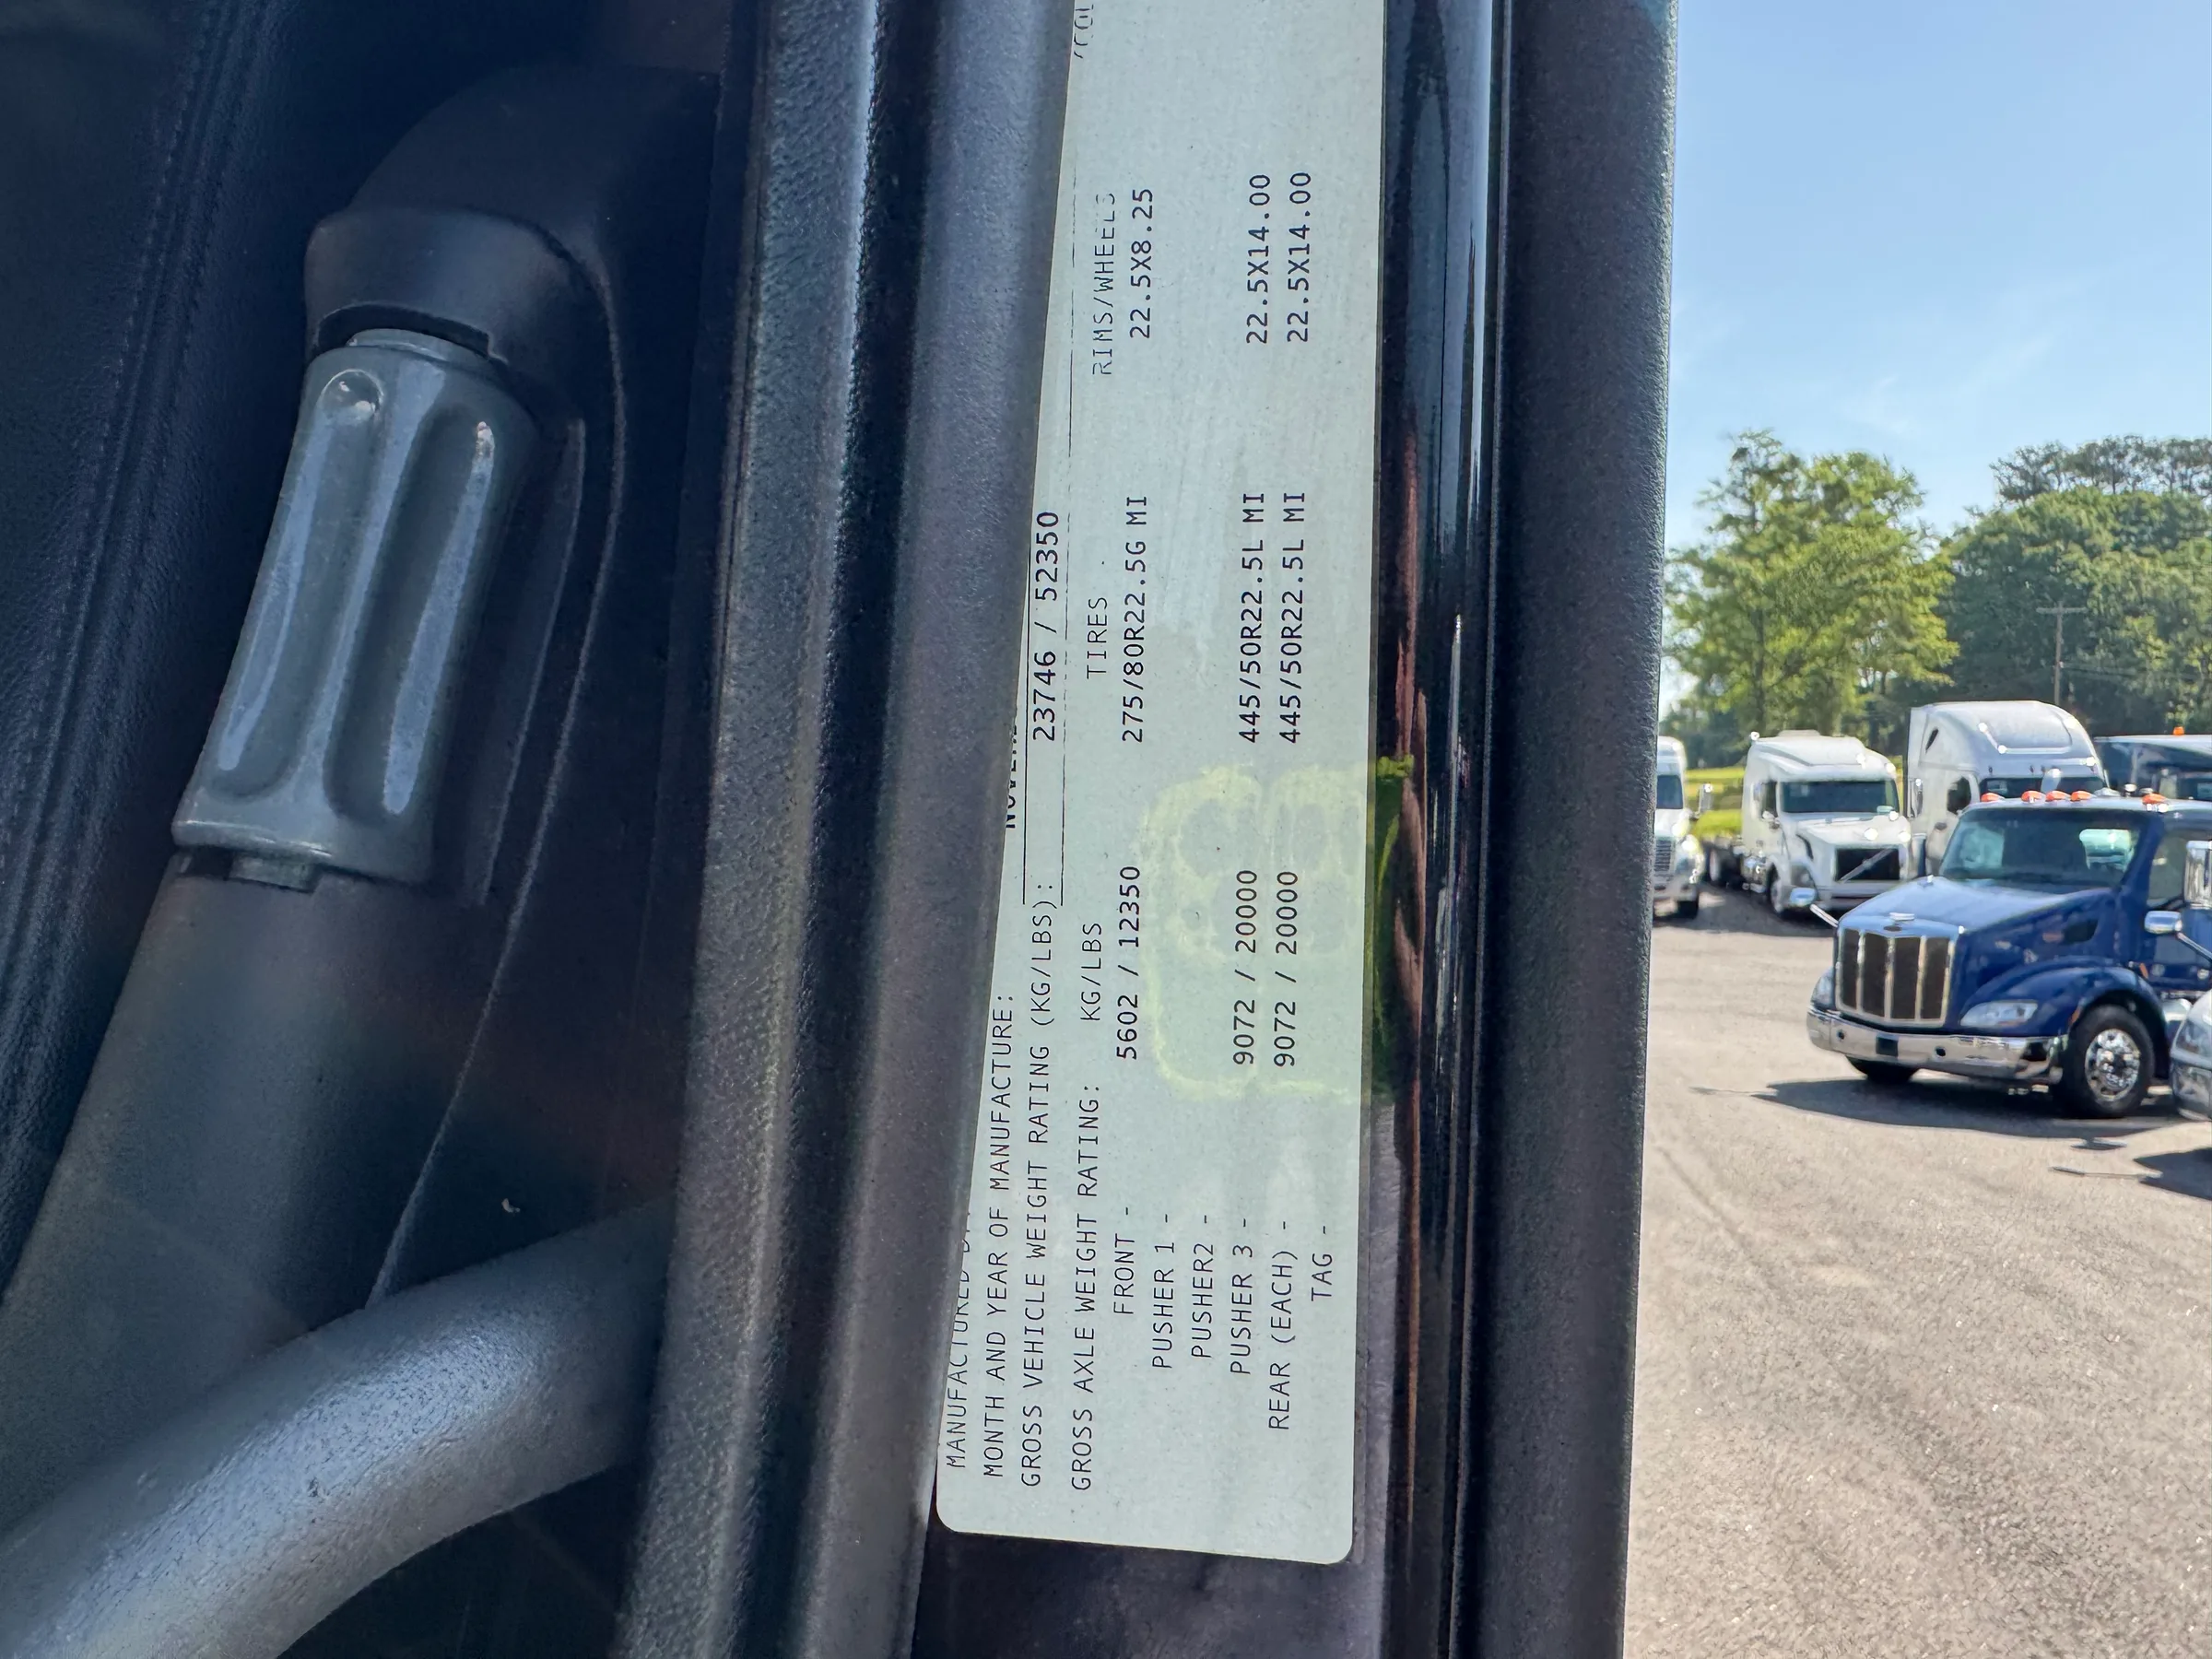 MANUFACTURED
MONTH AND YEAR OF MANUFACTURE:
GROSS VEHICLE WEIGHT RATING (KG/LBS): 23746 / 52350
GROSS AXLE WEIGHT RATING: KG/LBS TIRES RIMS/WHEELS
FRONT - 5602 / 12350 275/80R22.5G MI 22.5X8.25
PUSHER 1 -
PUSHER2 -
PUSHER 3 - 9072 / 20000 445/50R22.5L MI 22.5X14.00
REAR (EACH) - 9072 / 20000 445/50R22.5L MI 22.5X14.00
TAG -